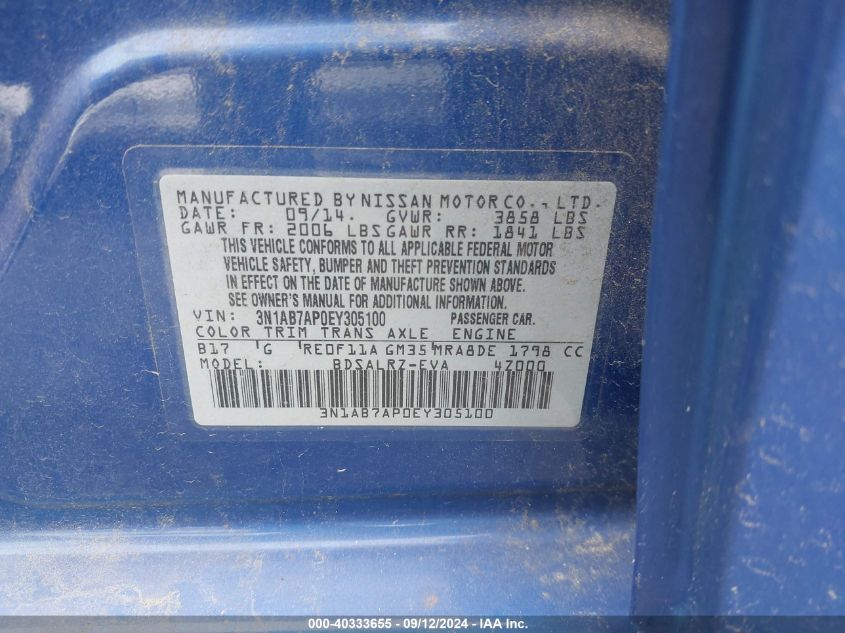 MANUFACTURED BY NISSAN MOTOR CO., LTD.
DATE: 09/14. GVWR: 3858 LBS
GAWR FR: 2006 LBS GAWR RR: 1841 LBS
THIS VEHICLE CONFORMS TO ALL APPLICABLE FEDERAL MOTOR
VEHICLE SAFETY, BUMPER AND THEFT PREVENTION STANDARDS
IN EFFECT ON THE DATE OF MANUFACTURE SHOWN ABOVE.
SEE OWNER'S MANUAL FOR ADDITIONAL INFORMATION.
VIN: 3N1AB7AP0EY305100 PASSENGER CAR.
COLOR TRIM TRANS AXLE ENGINE
B17 G RE0F11A GM35 MRA8DE 1798 CC
MODEL: BDSALRZ-EVA 4Z000
3N1AB7AP0EY305100
000-40333655 - 09/12/2024 - IAAI Inc.